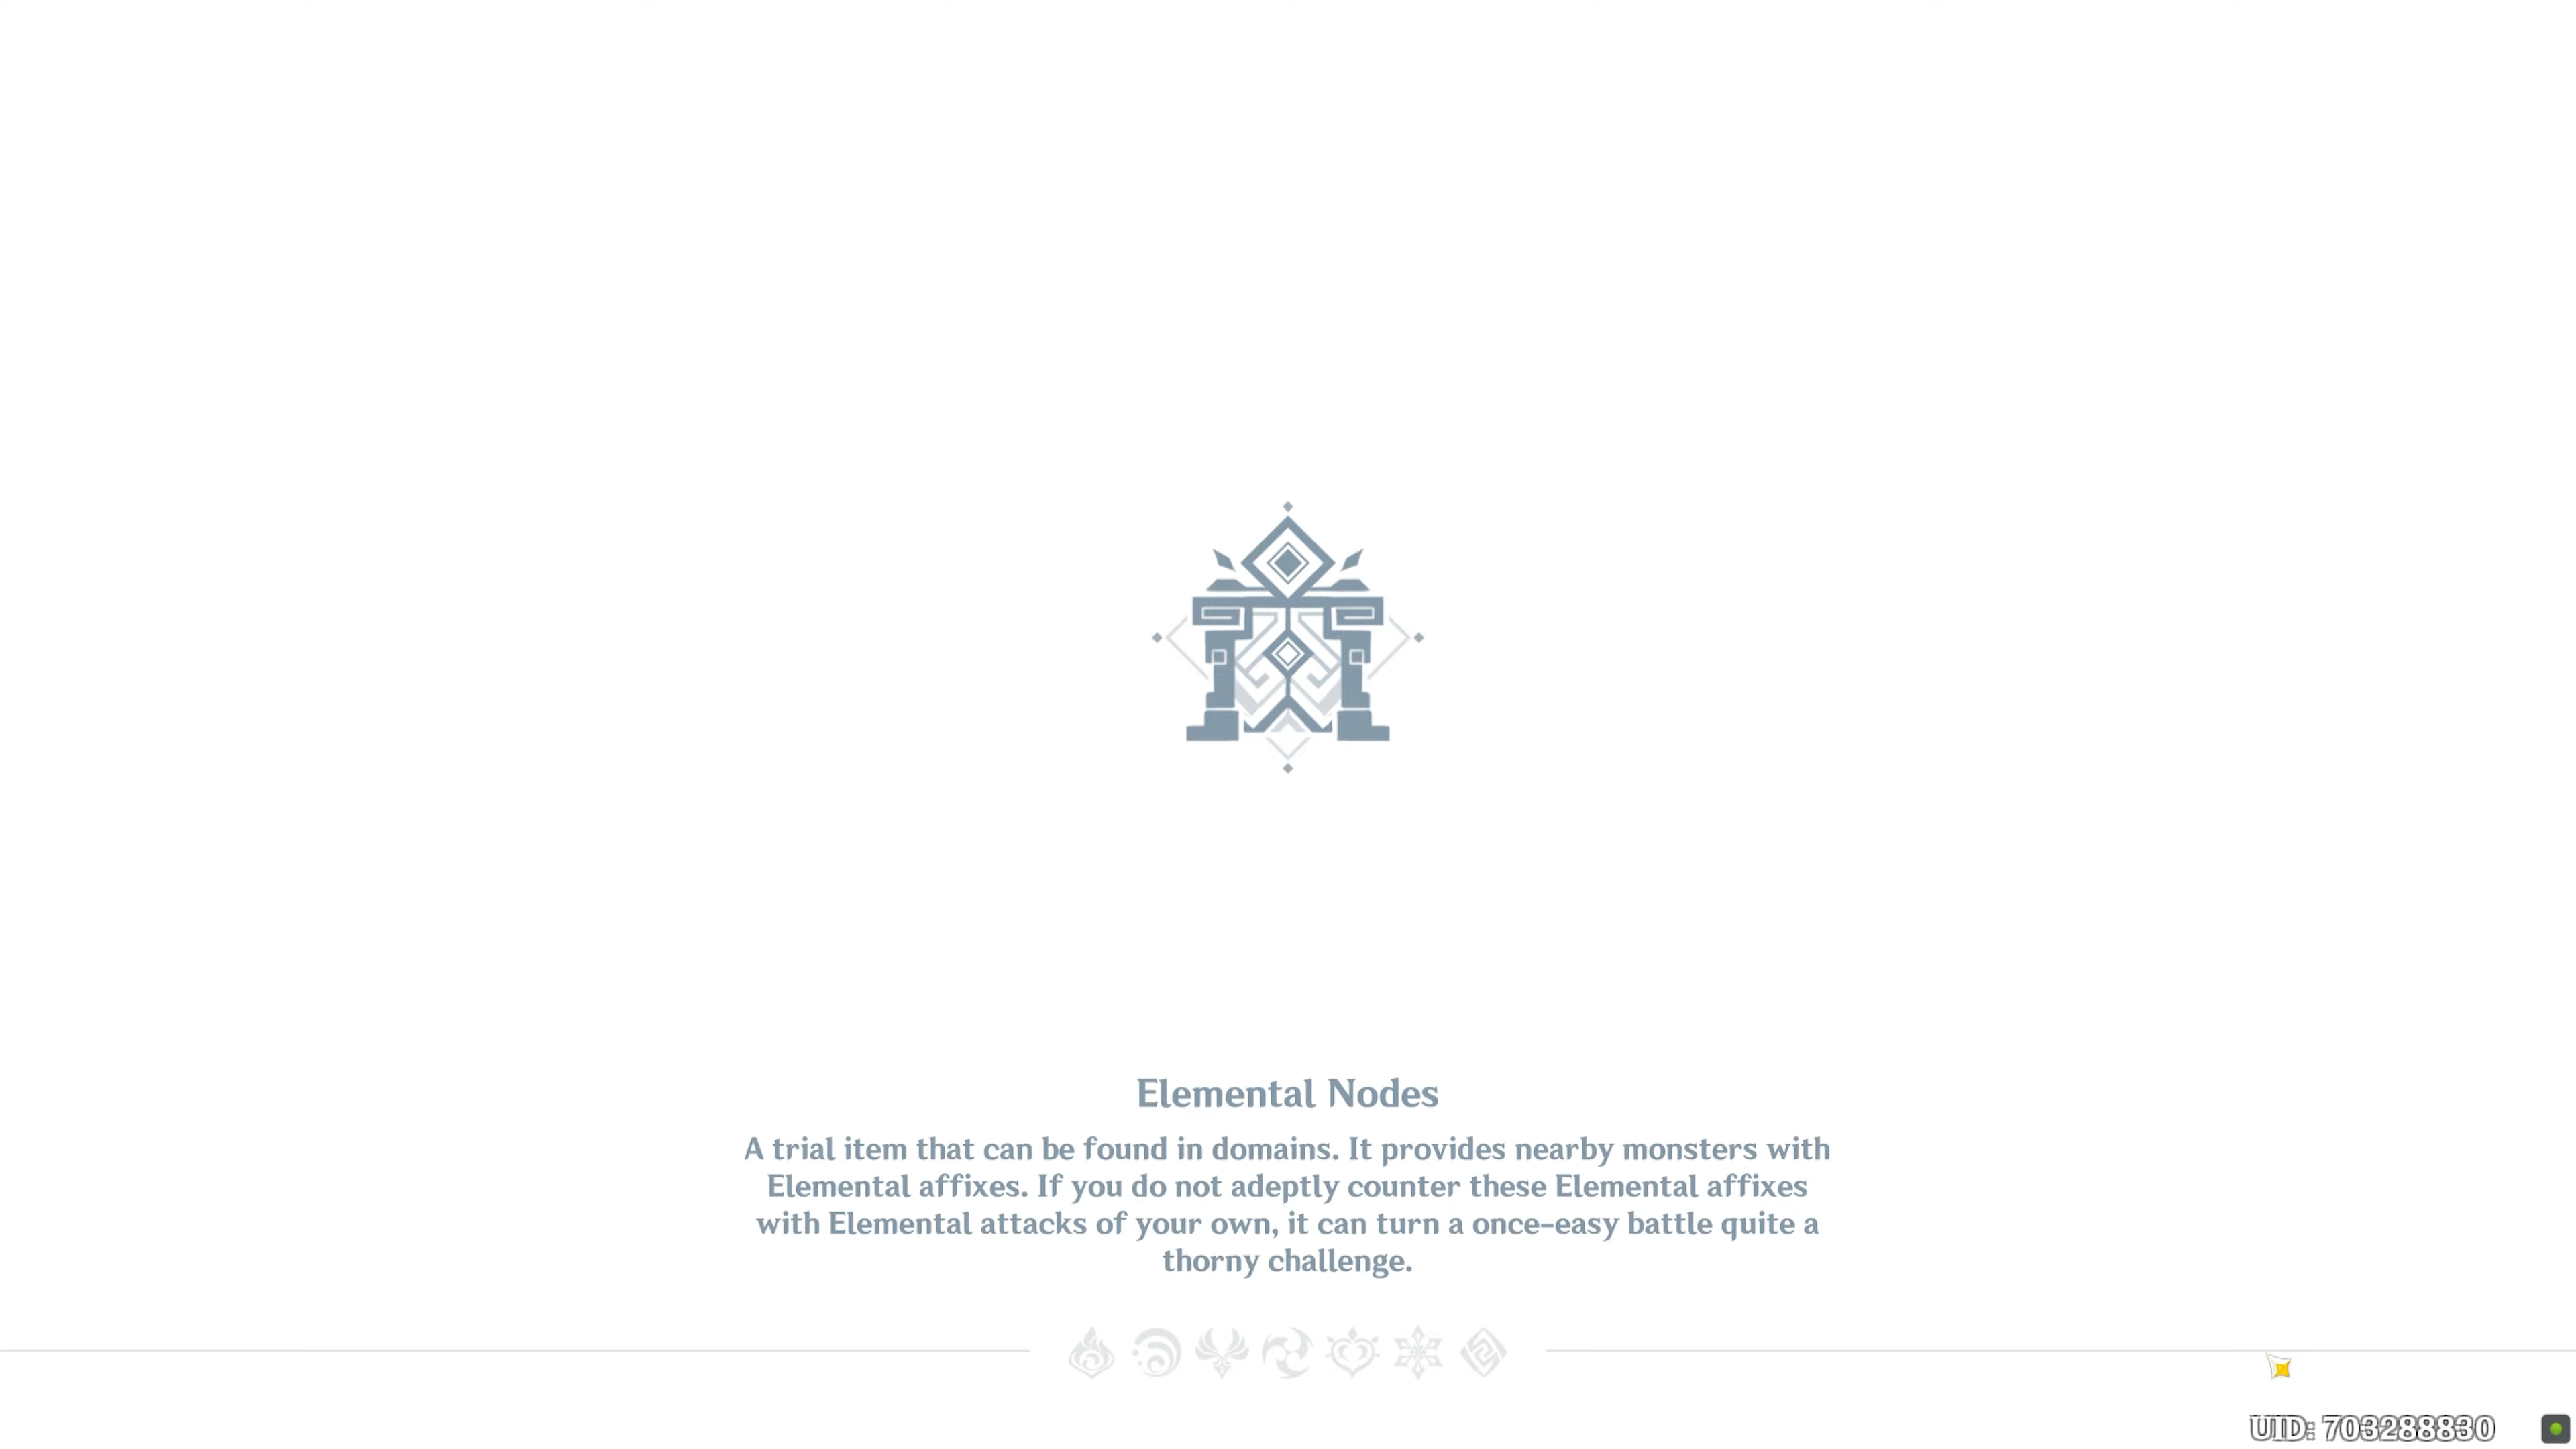 Elemental Nodes
A trial item that can be found in domains. It provides nearby monsters with
Elemental affixes. If you do not adeptly counter these Elemental affixes
with Elemental attacks of your own, it can turn a once-easy battle quite a
thorny challenge.
UID: 703288830